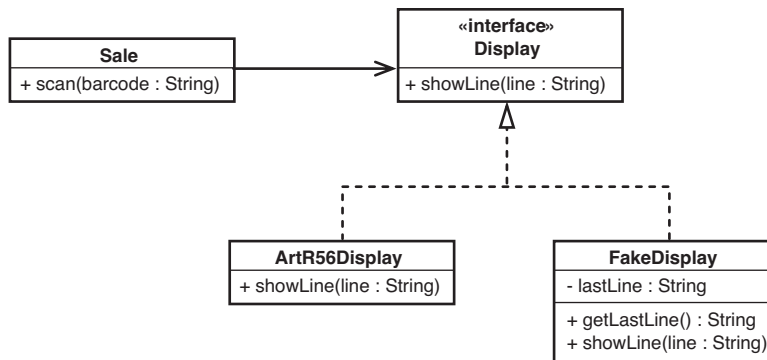 Sale
+ scan(barcode : String)
«interface»
Display
+ showLine(line : String)
ArtR56Display
+ showLine(line : String)
FakeDisplay
- lastLine : String
+ getLastLine() : String
+ showLine(line : String)